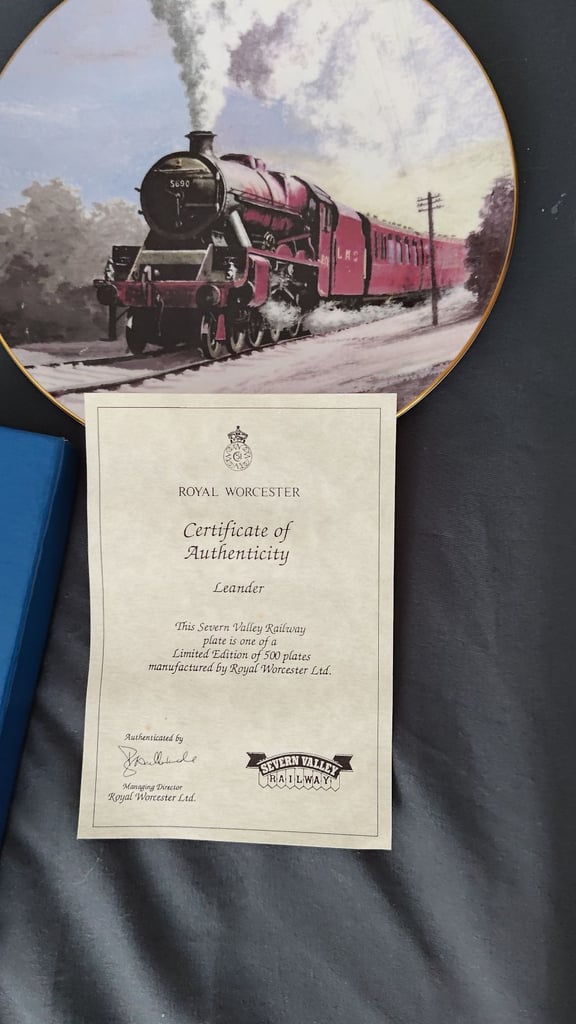 5690
LMS
ROYAL WORCESTER
Certificate of
Authenticity
Leander
This Severn Valley Railway
plate is one of a
Limited Edition of 500 plates
manufactured by Royal Worcester Ltd.
Authenticated by
Managing Director
Royal Worcester Ltd.
SEVERN VALLEY
RAILWAY